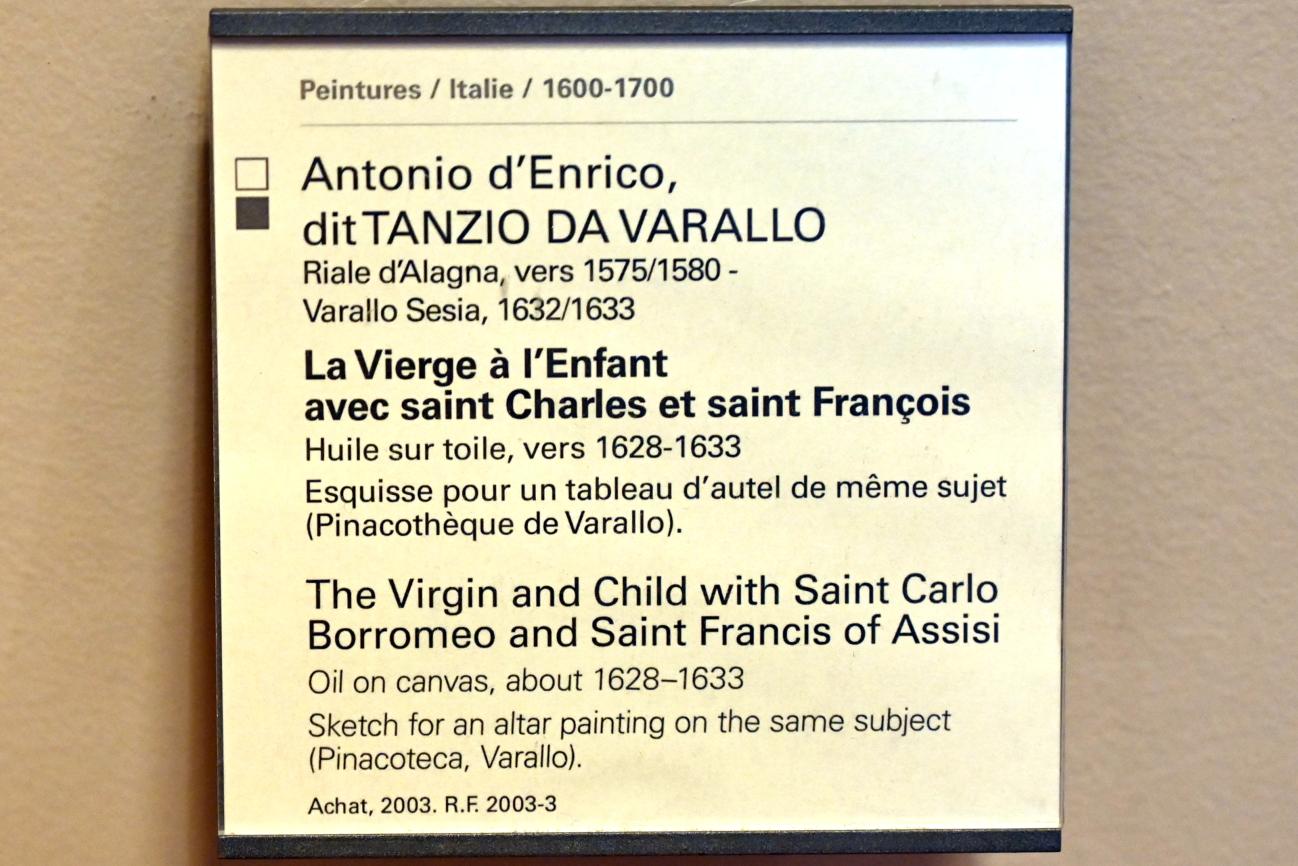 Peintures / Italie / 1600-1700
Antonio d'Enrico,
dit TANZIO DA VARALLO
Riale d'Alagna, vers 1575/1580 -
Varallo Sesia, 1632/1633
La Vierge à l'Enfant
avec saint Charles et saint François
Huile sur toile, vers 1628-1633
Esquisse pour un tableau d'autel de même sujet
(Pinacothèque de Varallo).
The Virgin and Child with Saint Carlo
Borromeo and Saint Francis of Assisi
Oil on canvas, about 1628–1633
Sketch for an altar painting on the same subject
(Pinacoteca, Varallo).
Achat, 2003. R.F. 2003-3